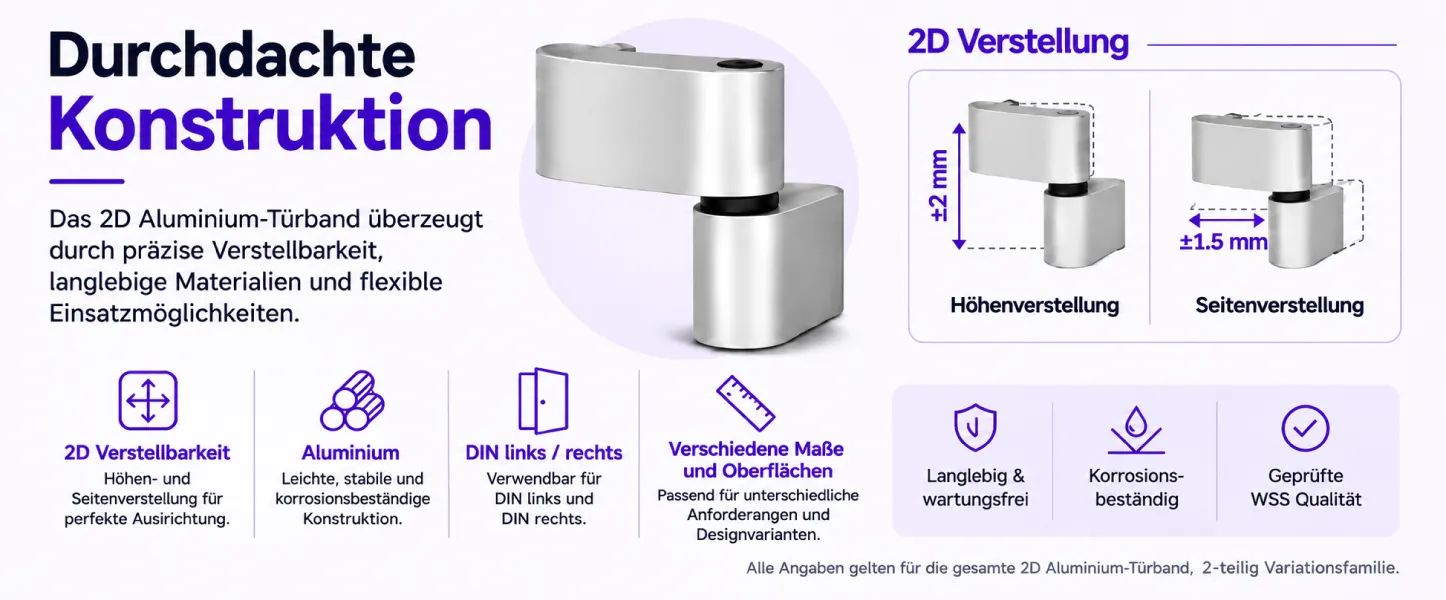 Durchdachte
Konstruktion
Das 2D Aluminium-Türband überzeugt
durch präzise Verstellbarkeit,
langlebige Materialien und flexible
Einsatzmöglichkeiten.
2D Verstellung
±2 mm
Höhenverstellung
±1.5 mm
Seitenverstellung
2D Verstellbarkeit
Höhen- und
Seitenverstellung für
perfekte Ausirichtung.
Aluminium
Leichte, stabile und
korrosionsbeständige
Konstruktion.
DIN links / rechts
Verwendbar für
DIN links und
DIN rechts.
Verschiedene Maße
und Oberflächen
Passend für unterschiedliche
Anforderangen und
Designvarianten.
Langlebig &
wartungsfrei
Korrosions-
beständig
Geprüfte
WSS Qualität
Alle Angaben gelten für die gesamte 2D Aluminium-Türband, 2-teilig Variationsfamilie.